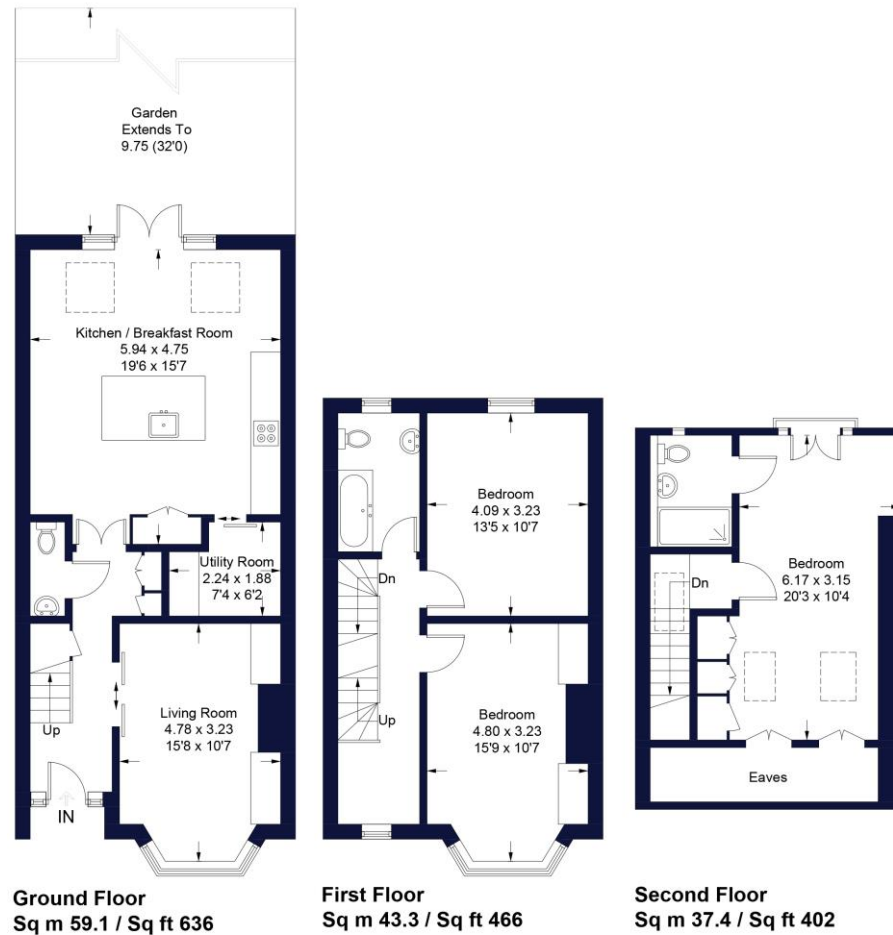 Garden
Extends To
9.75 (32'0)
Kitchen / Breakfast Room
5.94 x 4.75
19'6 x 15'7
Utility Room
2.24 x 1.88
7'4 x 6'2
Up
Living Room
4.78 x 3.23
15'8 x 10'7
IN
Ground Floor
Sq m 59.1 / Sq ft 636
Bedroom
4.09 x 3.23
13'5 x 10'7
Dn
Up
Bedroom
4.80 x 3.23
15'9 x 10'7
First Floor
Sq m 43.3 / Sq ft 466
Dn
Bedroom
6.17 x 3.15
20'3 x 10'4
Eaves
Second Floor
Sq m 37.4 / Sq ft 402